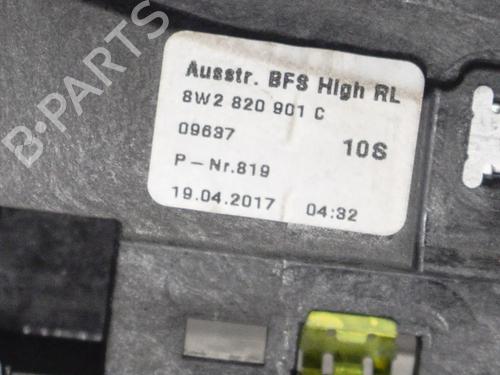 B-PARTS
Ausstr. BFS High RL
8W2 820 901 C
09637 10S
P-Nr.819
19.04.2017 04:32